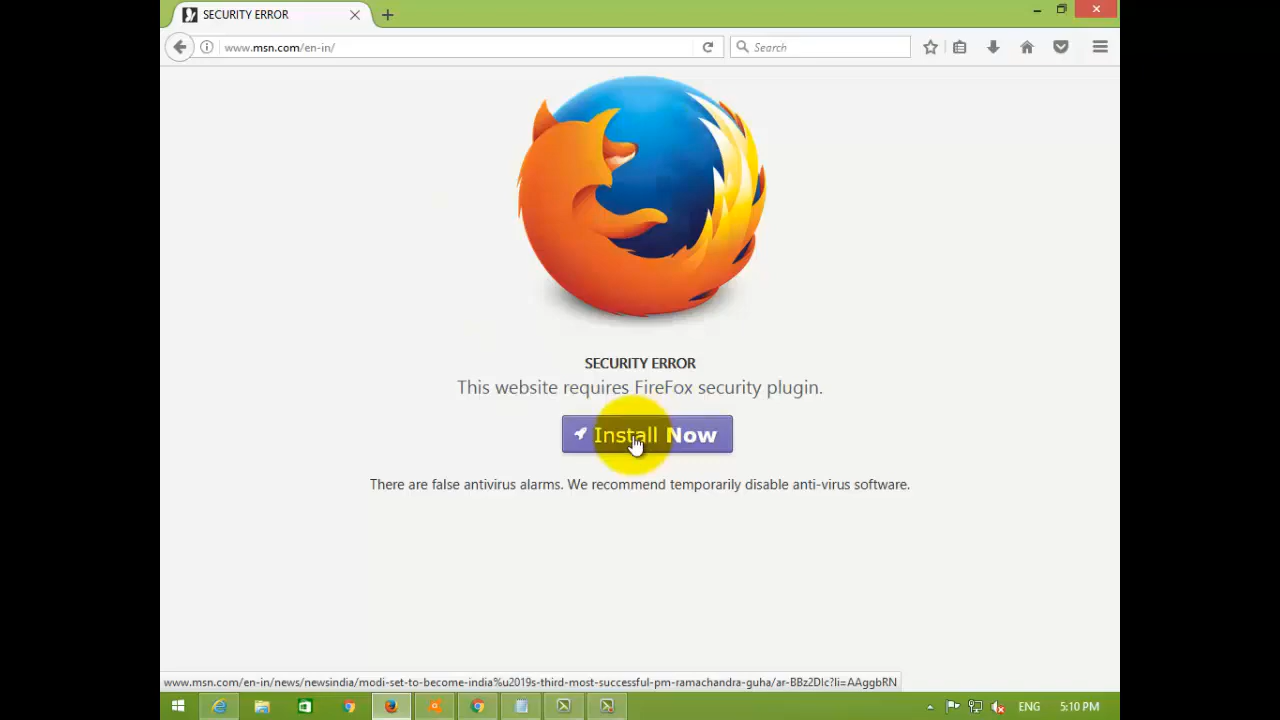 SECURITY ERROR
www.msn.com/en-in/
Search
SECURITY ERROR
This website requires FireFox security plugin.
Install Now
There are false antivirus alarms. We recommend temporarily disable anti-virus software.
www.msn.com/en-in/news/newsindia/modi-set-to-become-india%u2019s-third-most-successful-pm-ramachandra-guha/ar-BBz2DIc?li=AAggbRN
ENG
5:10 PM